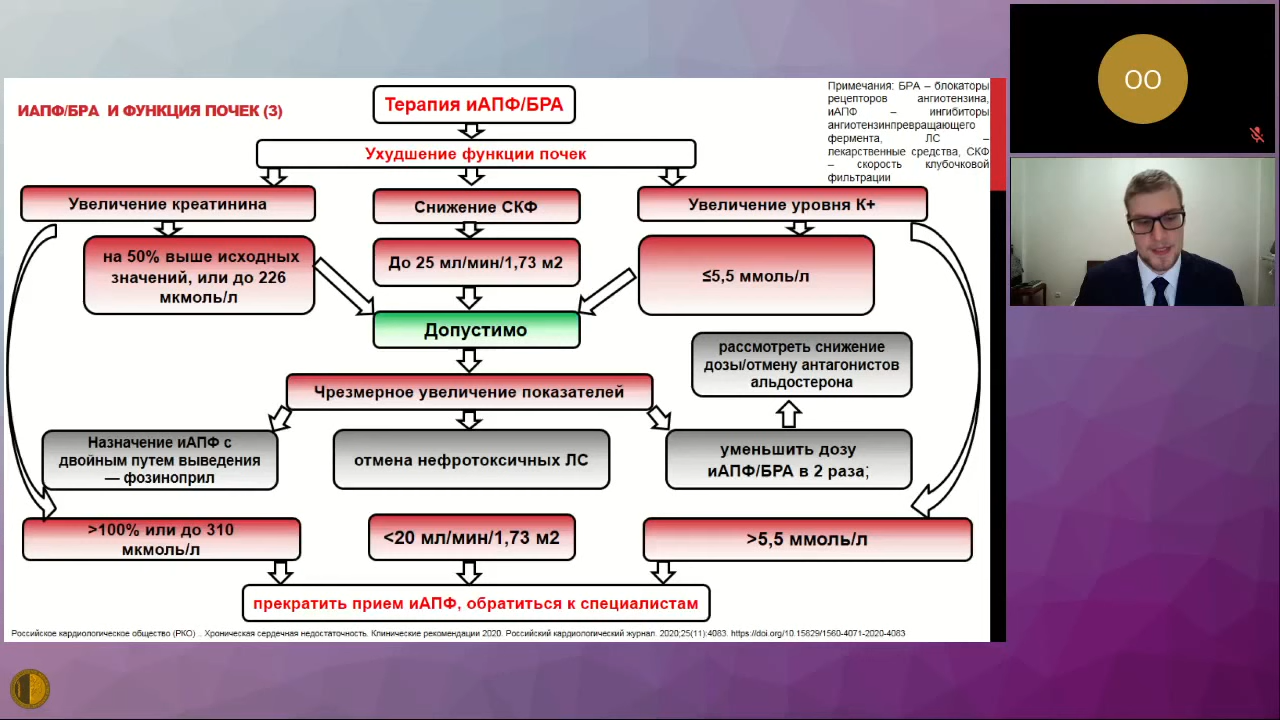 ИАПФ/БРА И ФУНКЦИЯ ПОЧЕК (3)
Терапия иАПФ/БРА
Примечания: БРА – блокаторы
рецепторов ангиотензина,
иАПФ – ингибиторы
ангиотензинпревращающего
фермента, ЛС –
лекарственные средства, СКФ
– скорость клубочковой
фильтрации
OO
Ухудшение функции почек
Увеличение креатинина
Снижение СКФ
Увеличение уровня К+
на 50% выше исходных
значений, или до 226
мкмоль/л
До 25 мл/мин/1,73 м2
≤5,5 ммоль/л
Допустимо
рассмотреть снижение
дозы/отмену антагонистов
альдостерона
Чрезмерное увеличение показателей
Назначение иАПФ с
двойным путем выведения
— фозиноприл
отмена нефротоксичных ЛС
уменьшить дозу
иАПФ/БРА в 2 раза;
>100% или до 310
мкмоль/л
<20 мл/мин/1,73 м2
>5,5 ммоль/л
прекратить прием иАПФ, обратиться к специалистам
Российское кардиологическое общество (РКО) . Хроническая сердечная недостаточность. Клинические рекомендации 2020. Российский кардиологический журнал. 2020;25(11):4083. https://doi.org/10.15829/1560-4071-2020-4083